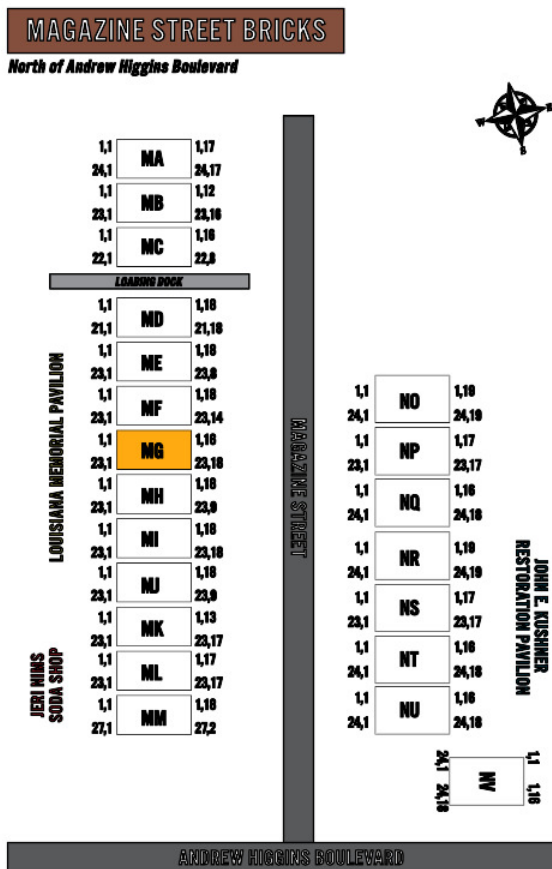 MAGAZINE STREET BRICKS
North of Andrew Higgins Boulevard
W
S
1,1 MA 1,17
24,1 24,17
1,1 MB 1,12
23,1 23,16
1,1 MC 1,16
22,1 22,8
LOADING DOCK
1,1 MD 1,18
21,1 21,18
1,1 ME 1,18
23,1 23,8
1,1 MF 1,18
23,1 23,14
1,1 MG 1,16
23,1 23,18
1,1 MH 1,18
23,1 23,9
1,1 MI 1,18
23,1 23,18
1,1 MJ 1,18
23,1 23,9
1,1 MK 1,13
23,1 23,17
1,1 ML 1,17
23,1 23,17
1,1 MM 1,18
27,1 27,2
LOUISIANA MEMORIAL PAVILION
JERI NIMS
SODA SHOP
MAGAZINE STREET
1,1 NO 1,19
24,1 24,19
1,1 NP 1,17
23,1 23,17
1,1 NQ 1,16
24,1 24,18
1,1 NR 1,19
24,1 24,19
1,1 NS 1,17
23,1 23,17
1,1 NT 1,16
24,1 24,18
1,1 NU 1,16
24,1 24,18
JOHN E. KUSHNER
RESTORATION PAVILION
1,1 NV 1,16
24,1 24,18
ANDREW HIGGINS BOULEVARD